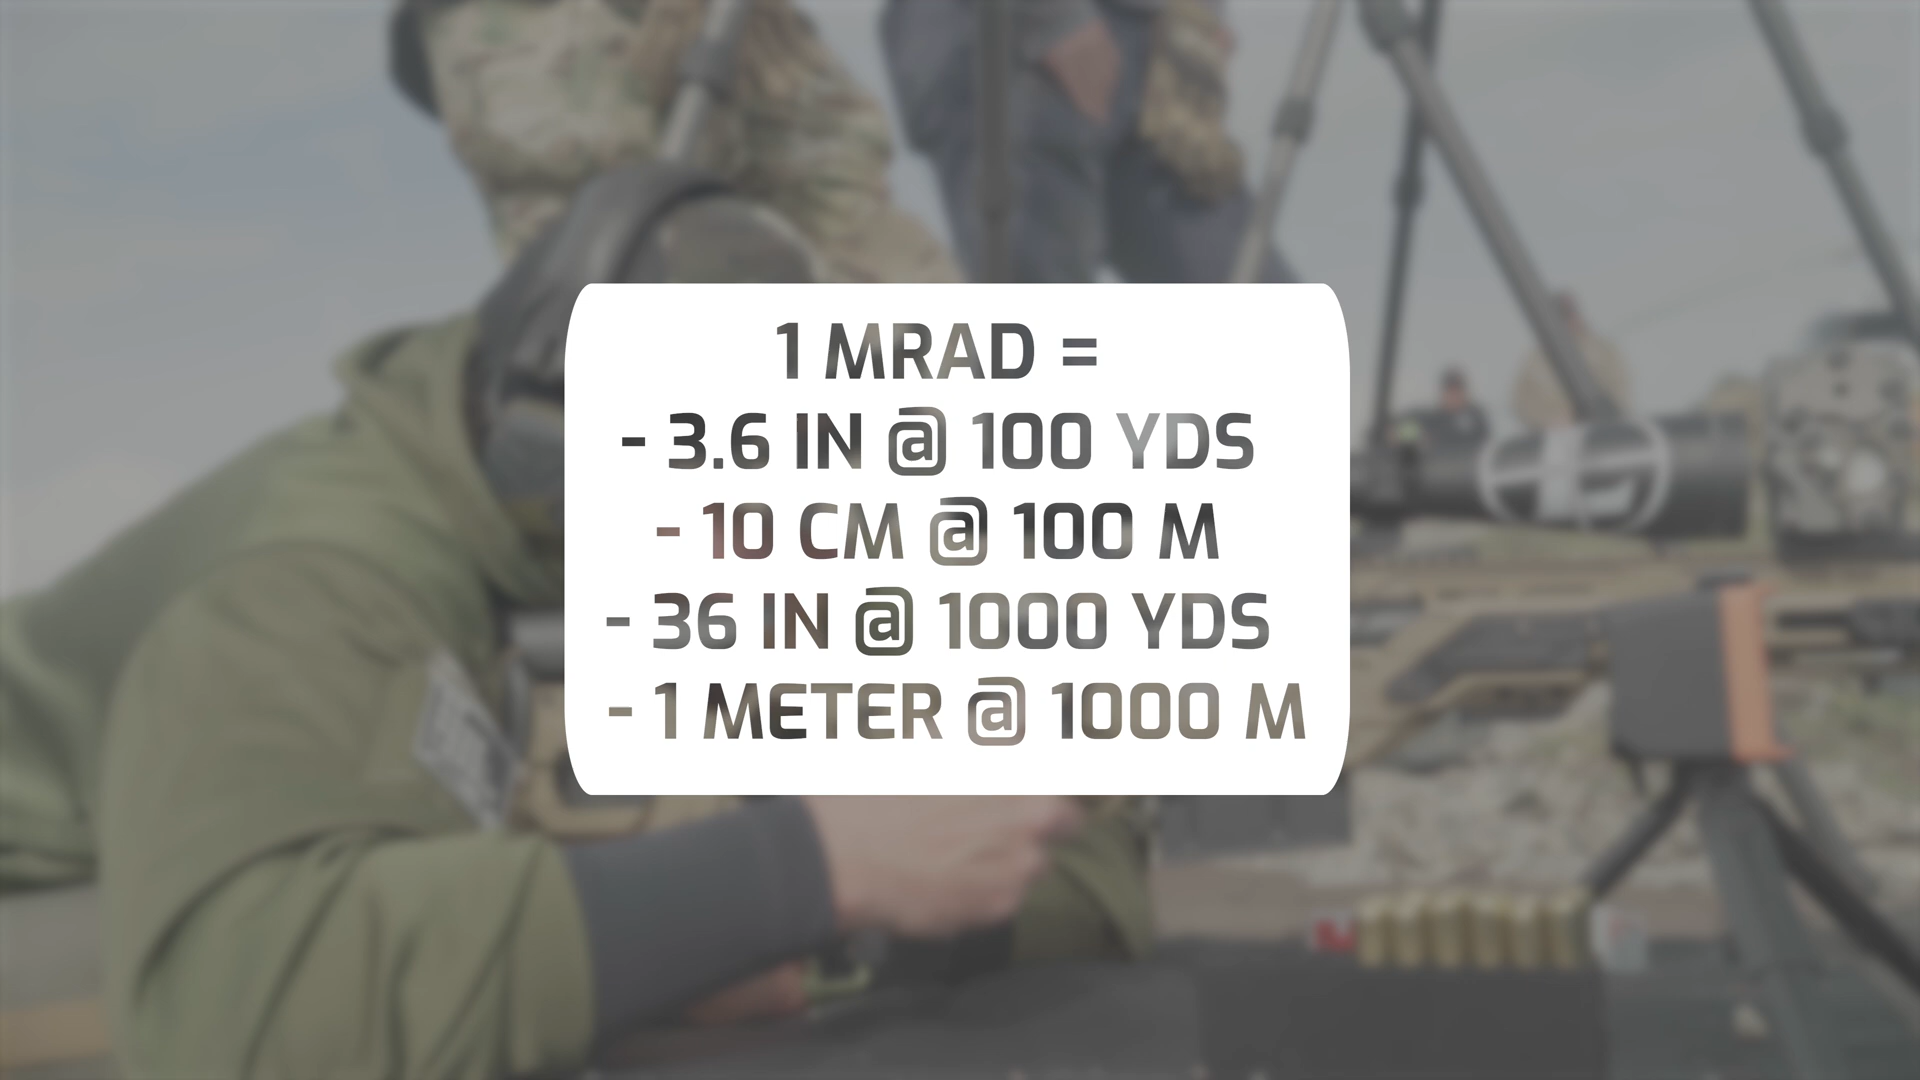 1 MRAD =
- 3.6 IN @ 100 YDS
- 10 CM @ 100 M
- 36 IN @ 1000 YDS
- 1 METER @ 1000 M